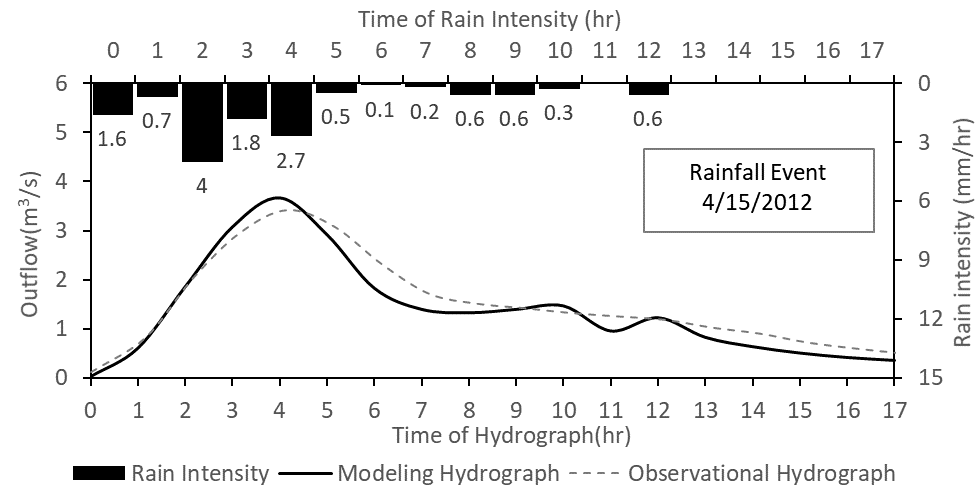 Time of Rain Intensity (hr)
0 1 2 3 4 5 6 7 8 9 10 11 12 13 14 15 16 17
6 5 4 3 2 1 0
Outflow(m³/s)
0 3 6 9 12 15
Rain intensity (mm/hr)
1.6 0.7 4 1.8 2.7 0.5 0.1 0.2 0.6 0.6 0.3 0.6
Rainfall Event
4/15/2012
0 1 2 3 4 5 6 7 8 9 10 11 12 13 14 15 16 17
Time of Hydrograph(hr)
Rain Intensity Modeling Hydrograph Observational Hydrograph